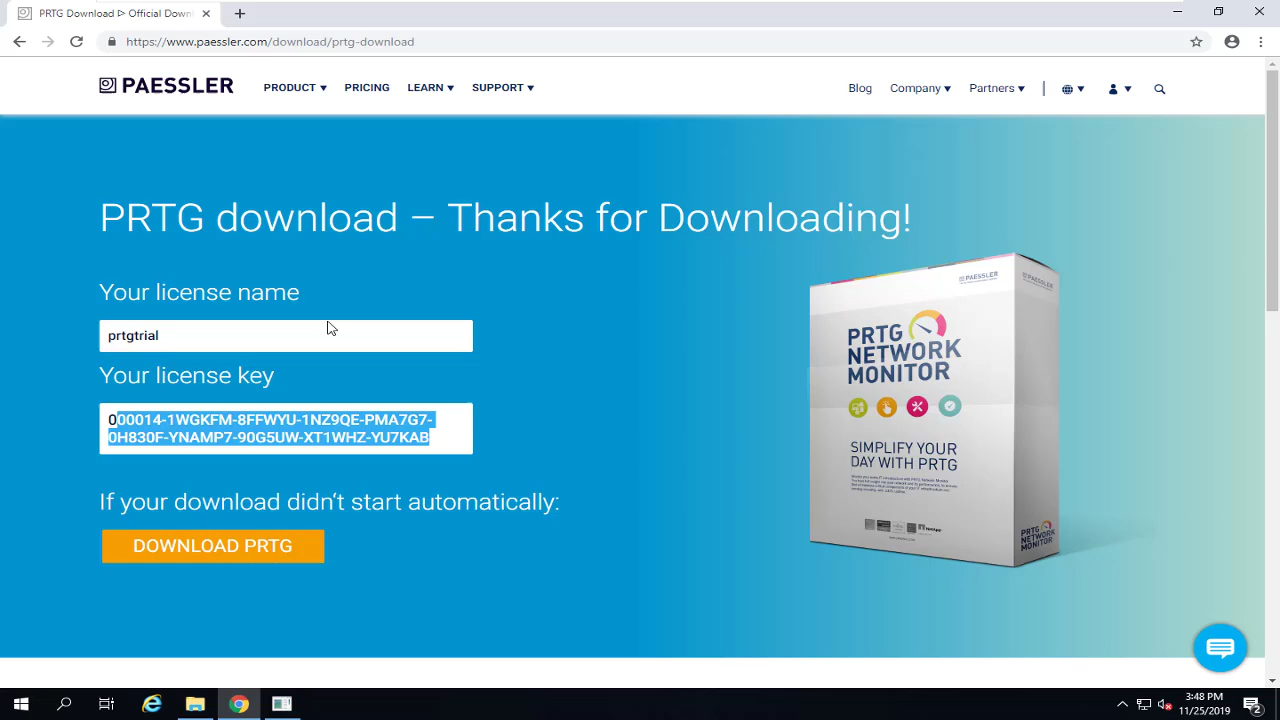 PRTG Download ᐅ Official Down
https://www.paessler.com/download/prtg-download
PAESSLER
PRODUCT
PRICING
LEARN
SUPPORT
Blog
Company
Partners
PRTG download – Thanks for Downloading!
Your license name
prtgtrial
Your license key
000014-1WGKFM-8FFWYU-1NZ9QE-PMA7G7-
0H830F-YNAMP7-90G5UW-XT1WHZ-YU7KAB
If your download didn't start automatically:
DOWNLOAD PRTG
PAESSLER
PAESSLER
PRTG
NETWORK
MONITOR
SIMPLIFY YOUR
DAY WITH PRTG
PRTG
NETWORK
MONITOR
3:48 PM
11/25/2019
2